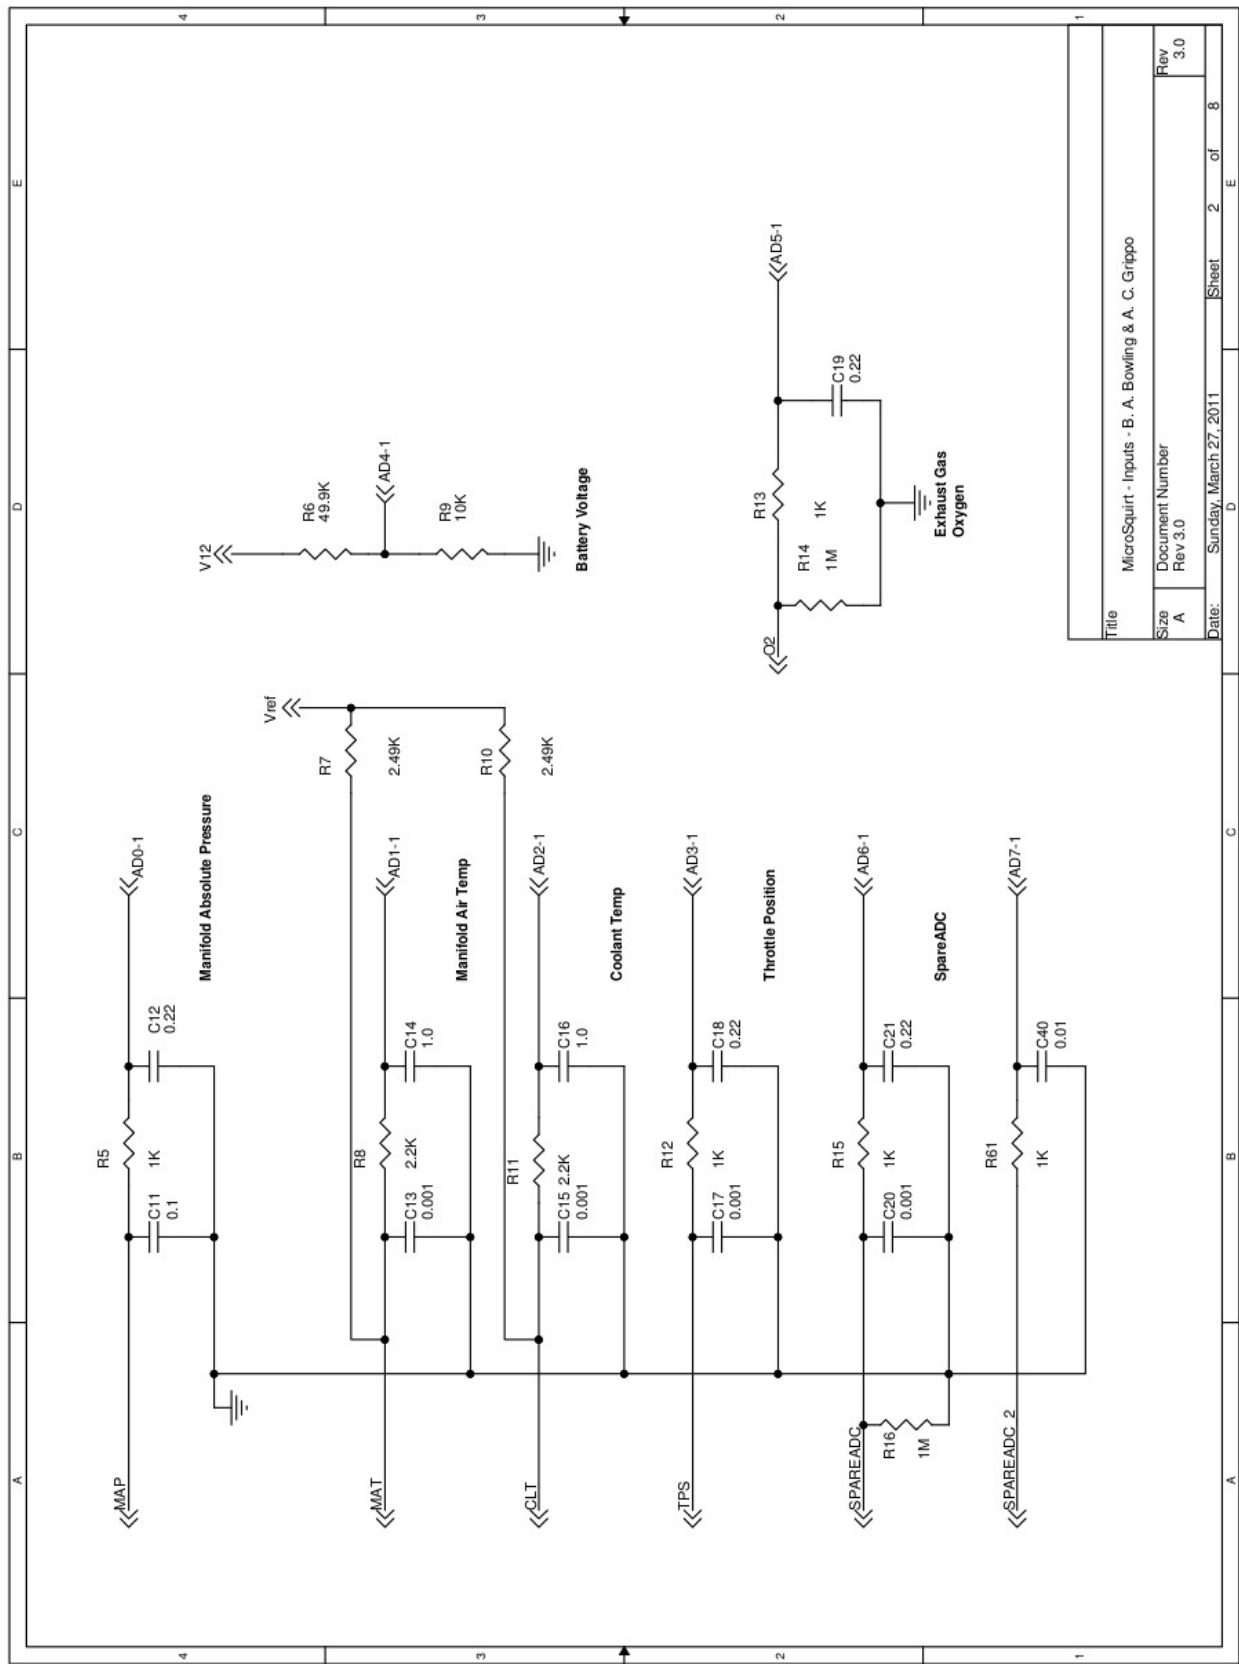 4
3
2
1
A
B
C
D
E
MAP
R5
1K
C11
0.1
C12
0.22
AD0-1
Manifold Absolute Pressure
Vref
R7
2.49K
MAT
R8
2.2K
C13
0.001
C14
1.0
AD1-1
Manifold Air Temp
R10
2.49K
CLT
R11
2.2K
C15
0.001
C16
1.0
AD2-1
Coolant Temp
TPS
R12
1K
C17
0.001
C18
0.22
AD3-1
Throttle Position
SPAREADC
R16
1M
R15
1K
C20
0.001
C21
0.22
AD6-1
SpareADC
SPAREADC 2
R61
1K
C40
0.01
AD7-1
V12
R6
49.9K
AD4-1
R9
10K
Battery Voltage
O2
R14
1M
R13
1K
C19
0.22
AD5-1
Exhaust Gas
Oxygen
Title
MicroSquirt - Inputs - B. A. Bowling & A. C. Grippo
Size
A
Document Number
Rev 3.0
Rev
3.0
Date:
Sunday, March 27, 2011
Sheet
2
of
8
4
3
2
1
A
B
C
D
E